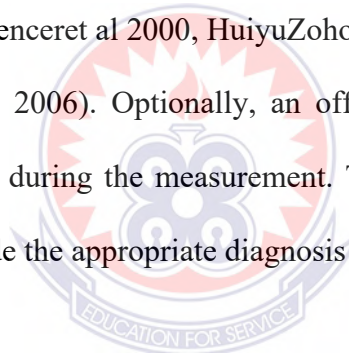 enceret al 2000, HuiyuZoho
2006). Optionally, an off
during the measurement. T
e the appropriate diagnosis
EDUCATION FOR SERVICE